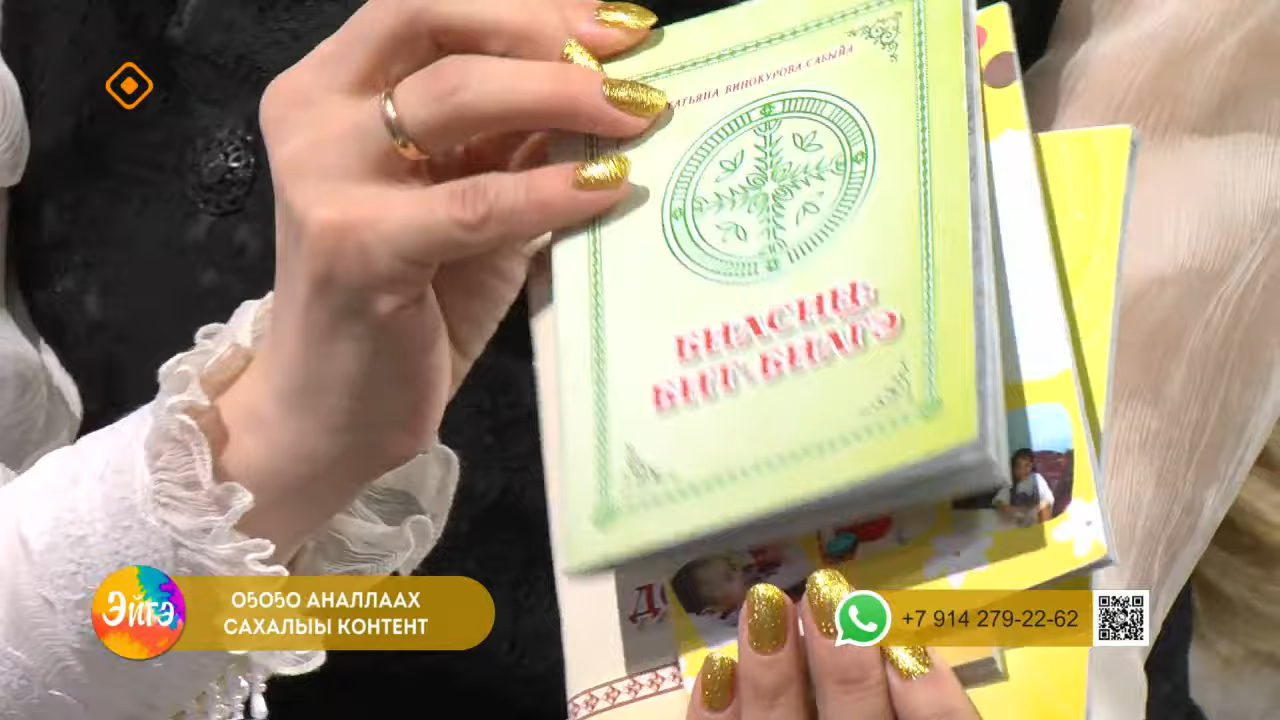 ТАТЬЯНА ВИНОКУРОВА-САБЫЙА
Эйгэ
ОҔОҔО АНАЛЛААХ
САХАЛЫЫ КОНТЕНТ
+7 914 279-22-62